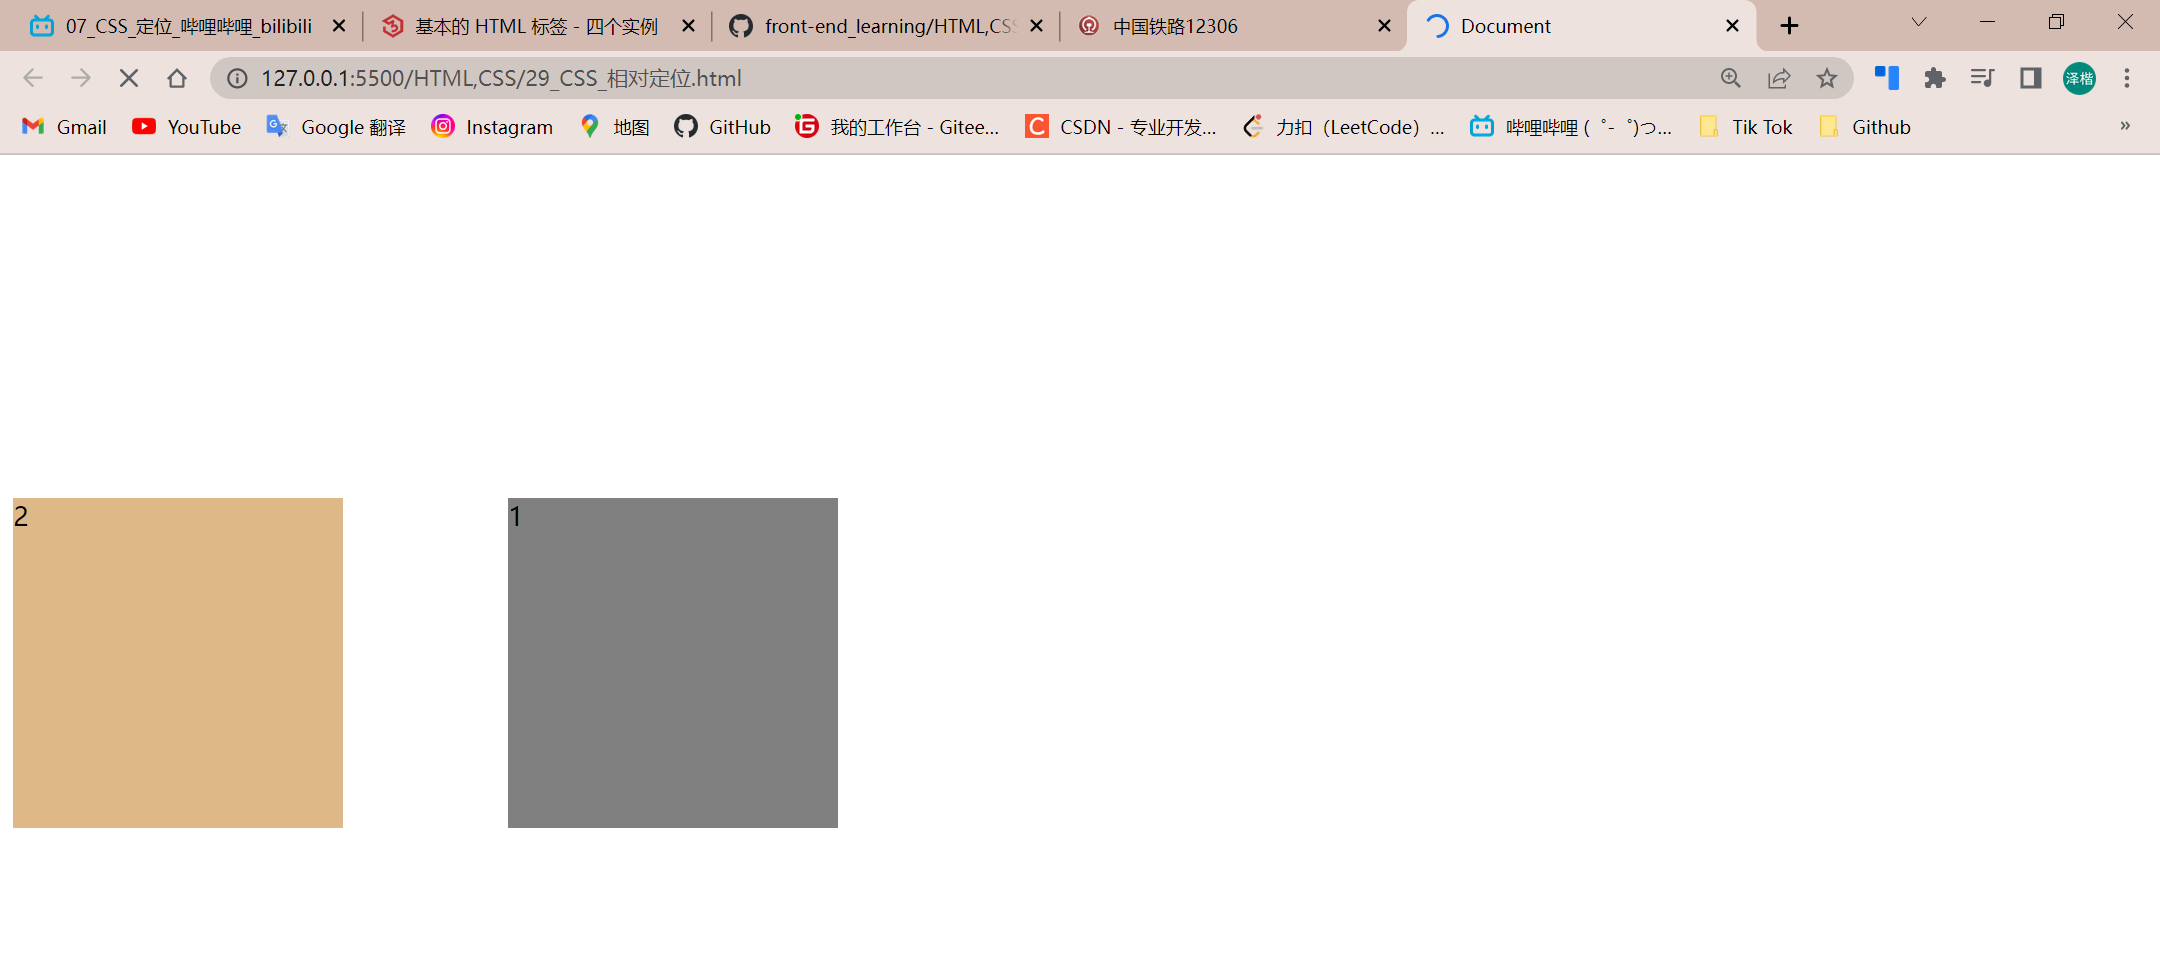 07_CSS_定位_哔哩哔哩_bilibili
基本的 HTML 标签 - 四个实例
front-end_learning/HTML,CSS
中国铁路12306
Document
127.0.0.1:5500/HTML,CSS/29_CSS_相对定位.html
泽楷
Gmail
YouTube
Google 翻译
Instagram
地图
GitHub
我的工作台 - Gitee...
CSDN - 专业开发...
力扣（LeetCode）...
哔哩哔哩 (゜-゜)つ...
Tik Tok
Github
»
2
1